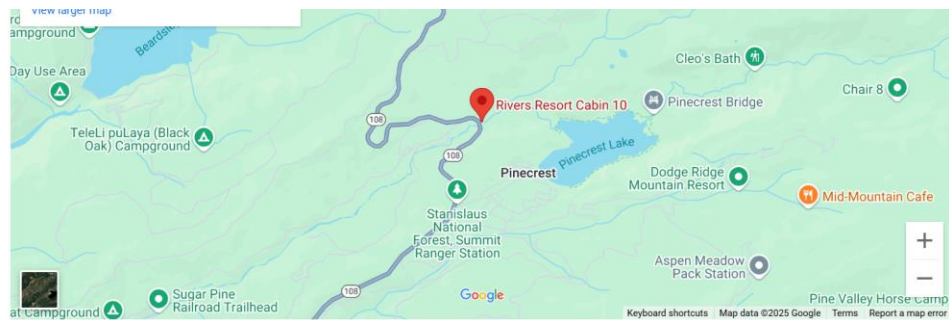 View larger map
Campground
Beardsle
Day Use Area
TeleLi puLaya (Black
Oak) Campground
108
108
108
Rivers Resort Cabin 10
Cleo's Bath
Pinecrest Bridge
Chair 8
Pinecrest Lake
Pinecrest
Dodge Ridge
Mountain Resort
Mid-Mountain Cafe
Stanislaus
National
Forest, Summit
Ranger Station
Aspen Meadow
Pack Station
Sugar Pine
Railroad Trailhead
at Campground
Google
Pine Valley Horse Camp
Keyboard shortcuts
Map data ©2025 Google
Terms
Report a map error